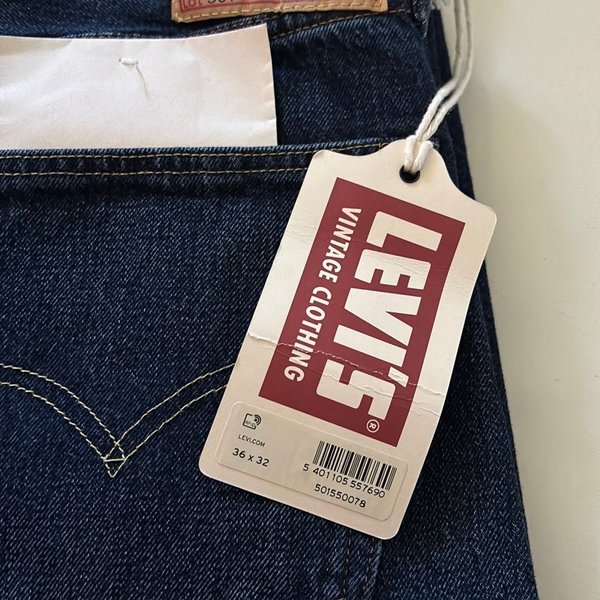 LEVI'S®
VINTAGE CLOTHING
LEVI.COM
36 x 32
5 401105 557690
501550078